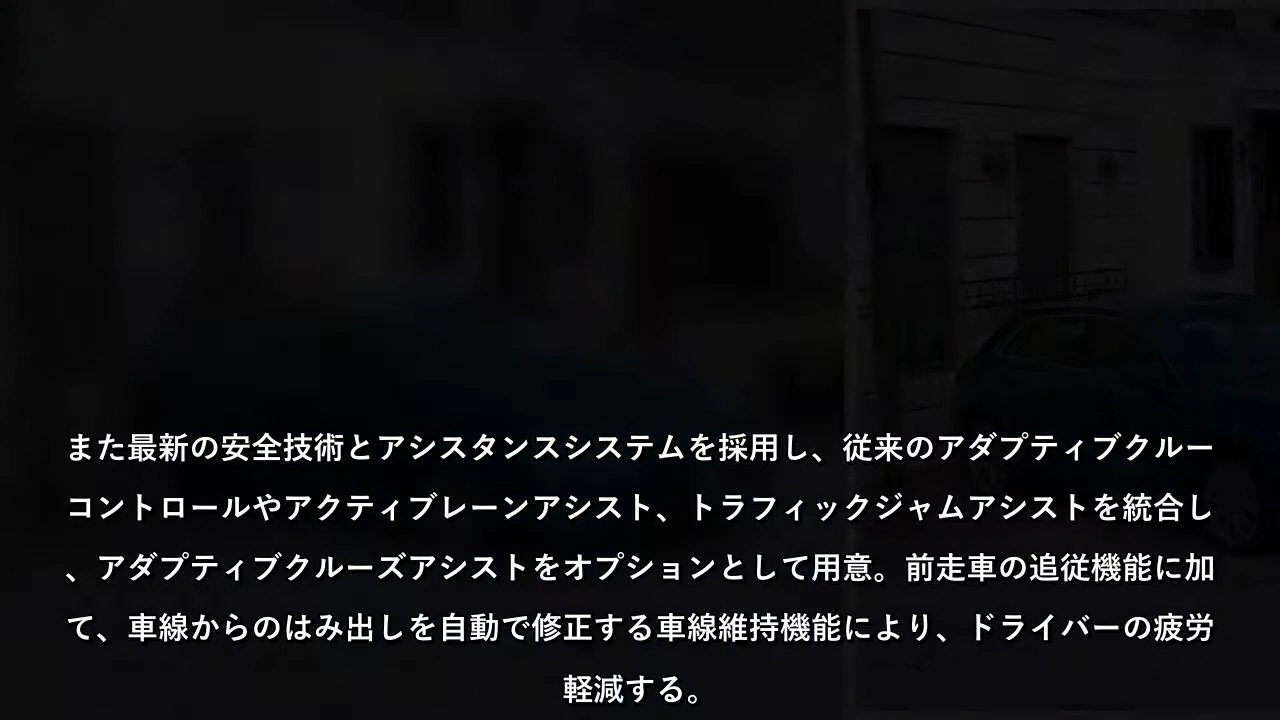 また最新の安全技術とアシスタンスシステムを採用し、従来のアダプティブクルー
コントロールやアクティブレーンアシスト、トラフィックジャムアシストを統合し
、アダプティブクルーズアシストをオプションとして用意。前走車の追従機能に加
て、車線からのはみ出しを自動で修正する車線維持機能により、ドライバーの疲労
軽減する。